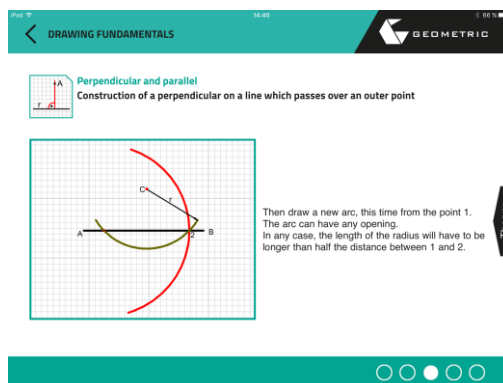 iPad
14:40
66 %
DRAWING FUNDAMENTALS
GEOMETRIC
A
r
Perpendicular and parallel
Construction of a perpendicular on a line which passes over an outer point
C
r
A
2
B
Then draw a new arc, this time from the point 1.
The arc can have any opening.
In any case, the length of the radius will have to be
longer than half the distance between 1 and 2.